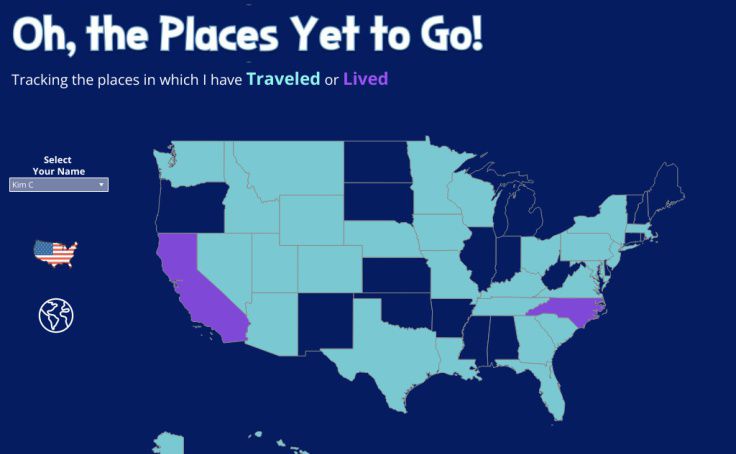 Oh, the Places Yet to Go!
Tracking the places in which I have Traveled or Lived
Select
Your Name
Kim C